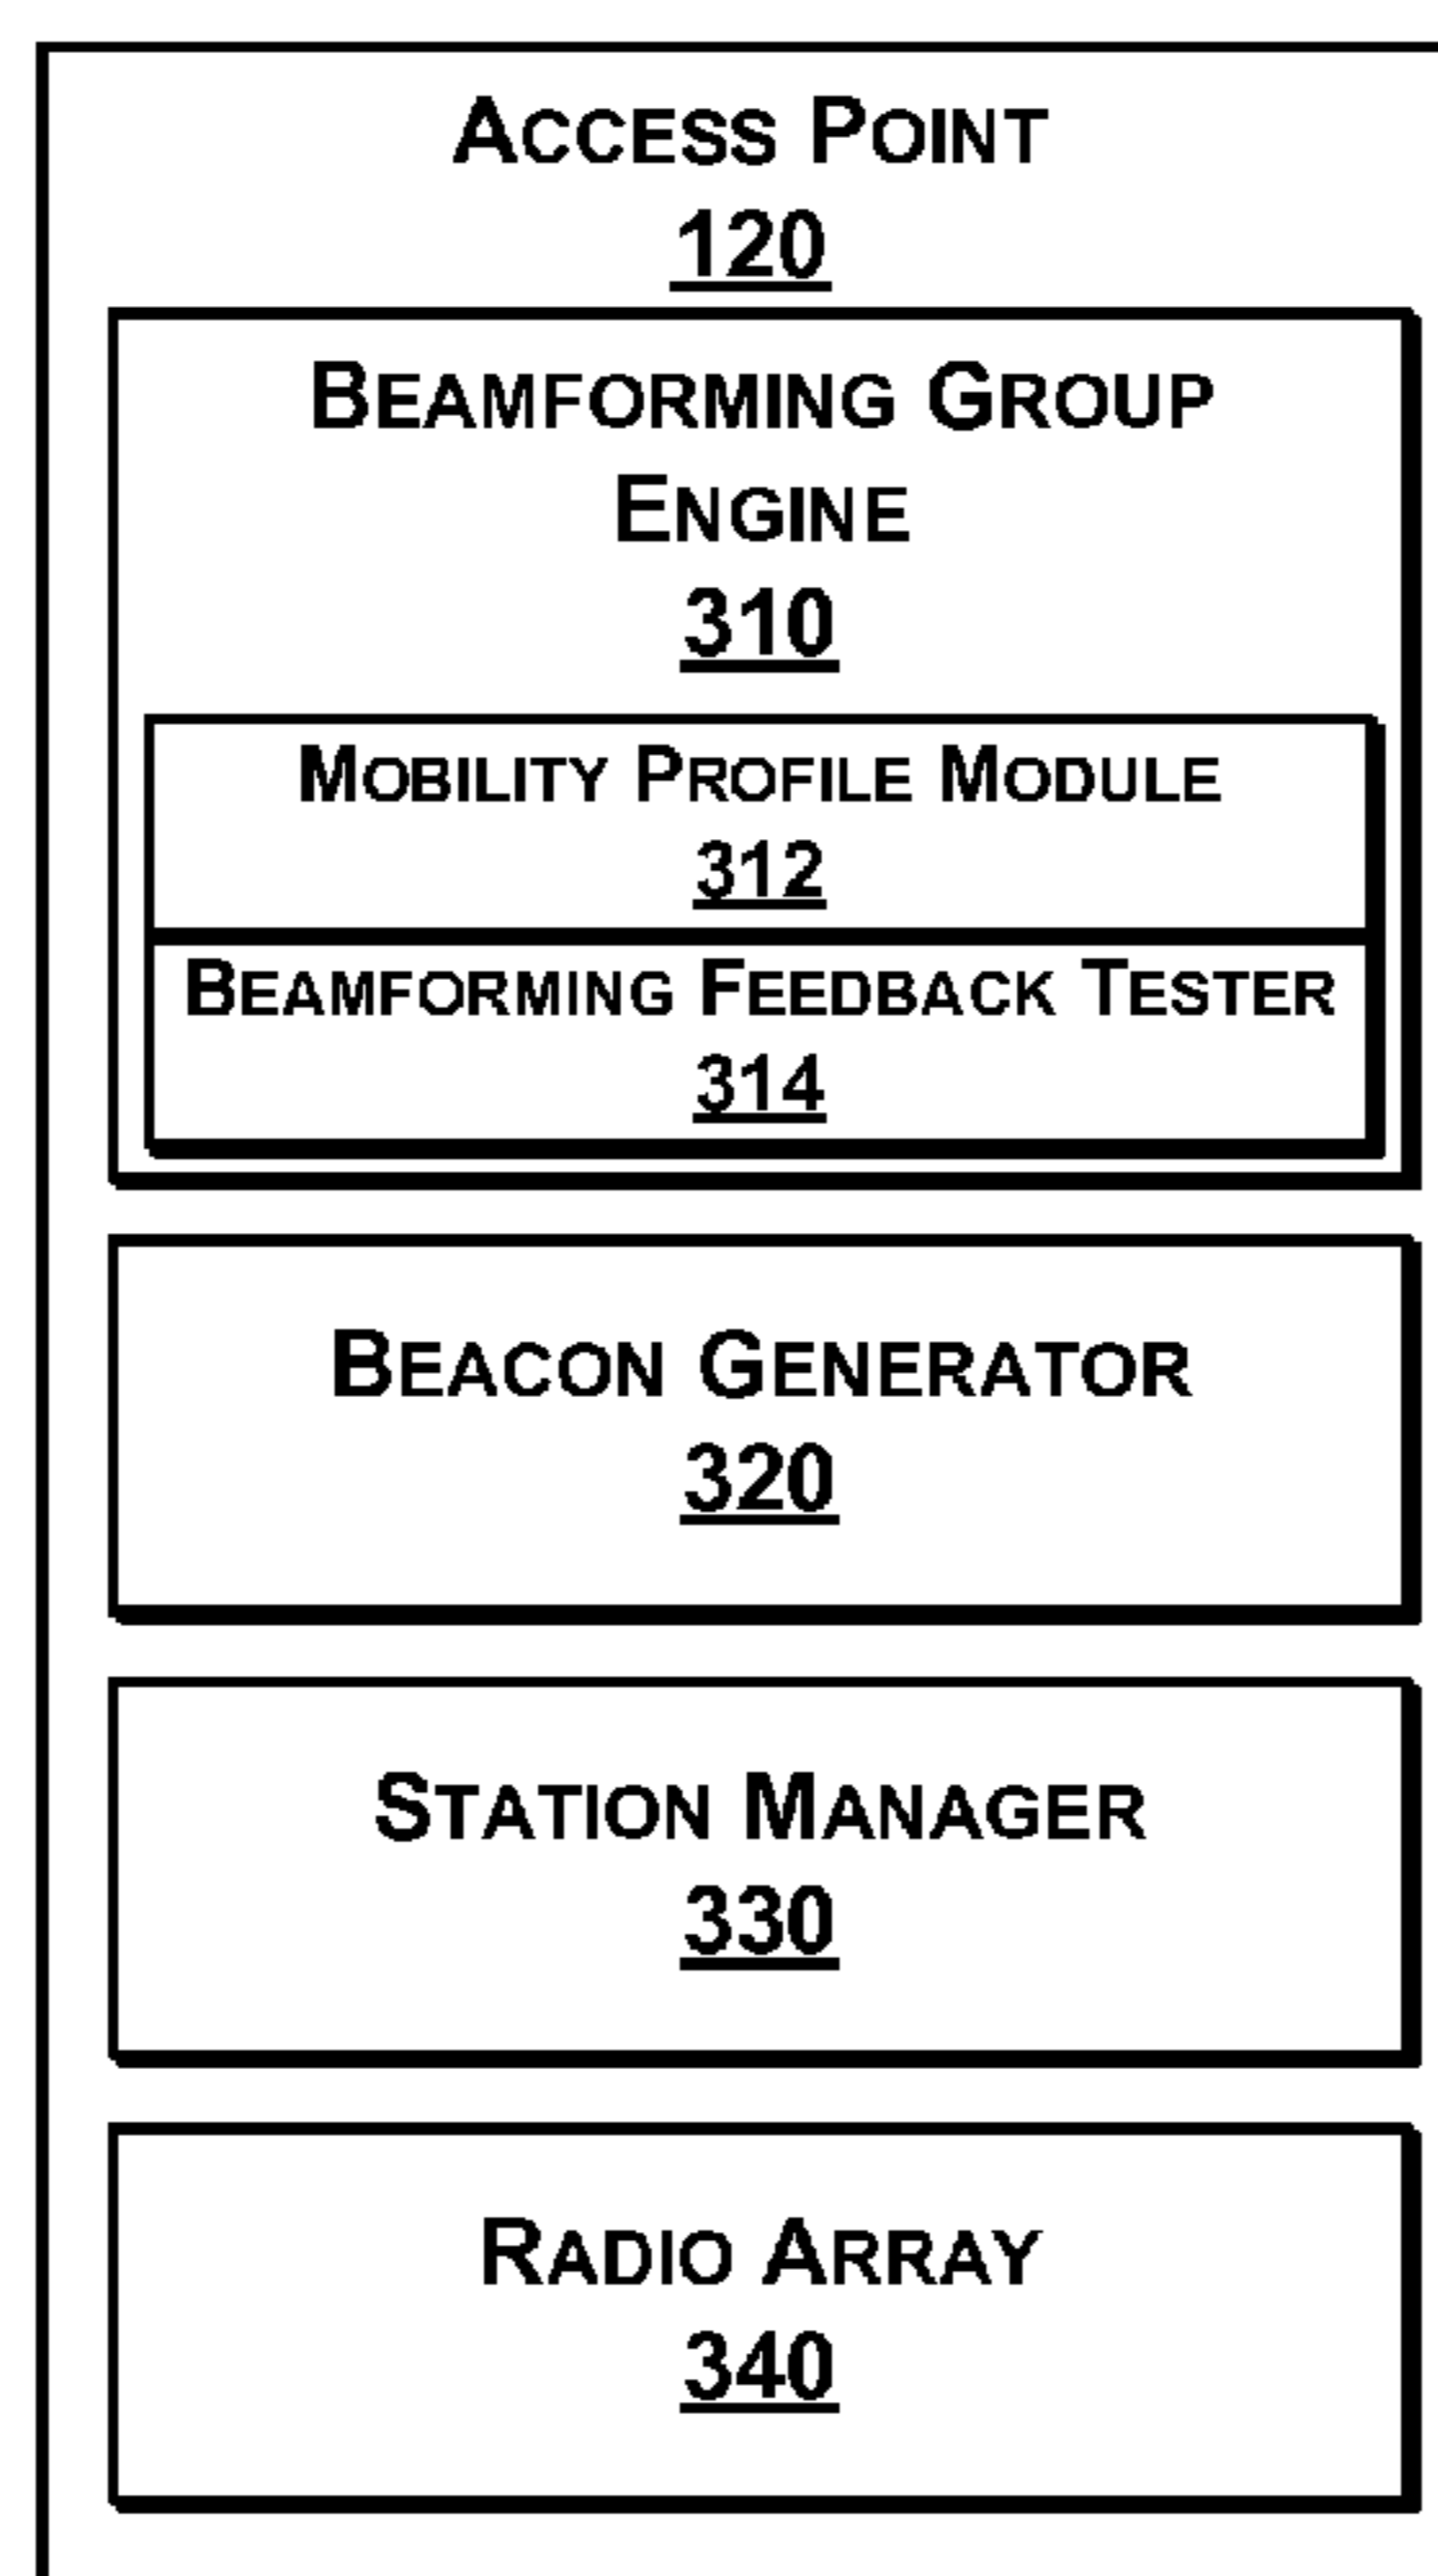 ACCESS POINT
120
BEAMFORMING GROUP
ENGINE
310
MOBILITY PROFILE MODULE
312
BEAMFORMING FEEDBACK TESTER
314
BEACON GENERATOR
320
STATION MANAGER
330
RADIO ARRAY
340